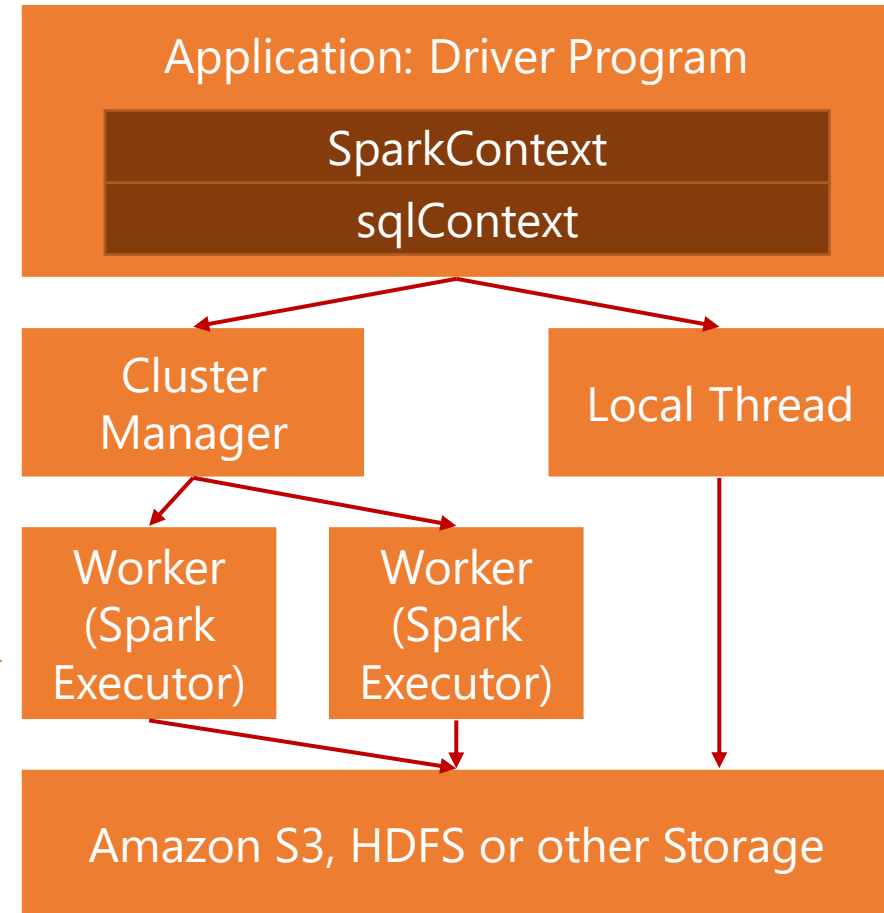 Application: Driver Program
SparkContext
sqlContext
Cluster
Manager
Local Thread
Worker
(Spark
Executor)
Worker
(Spark
Executor)
Amazon S3, HDFS or other Storage